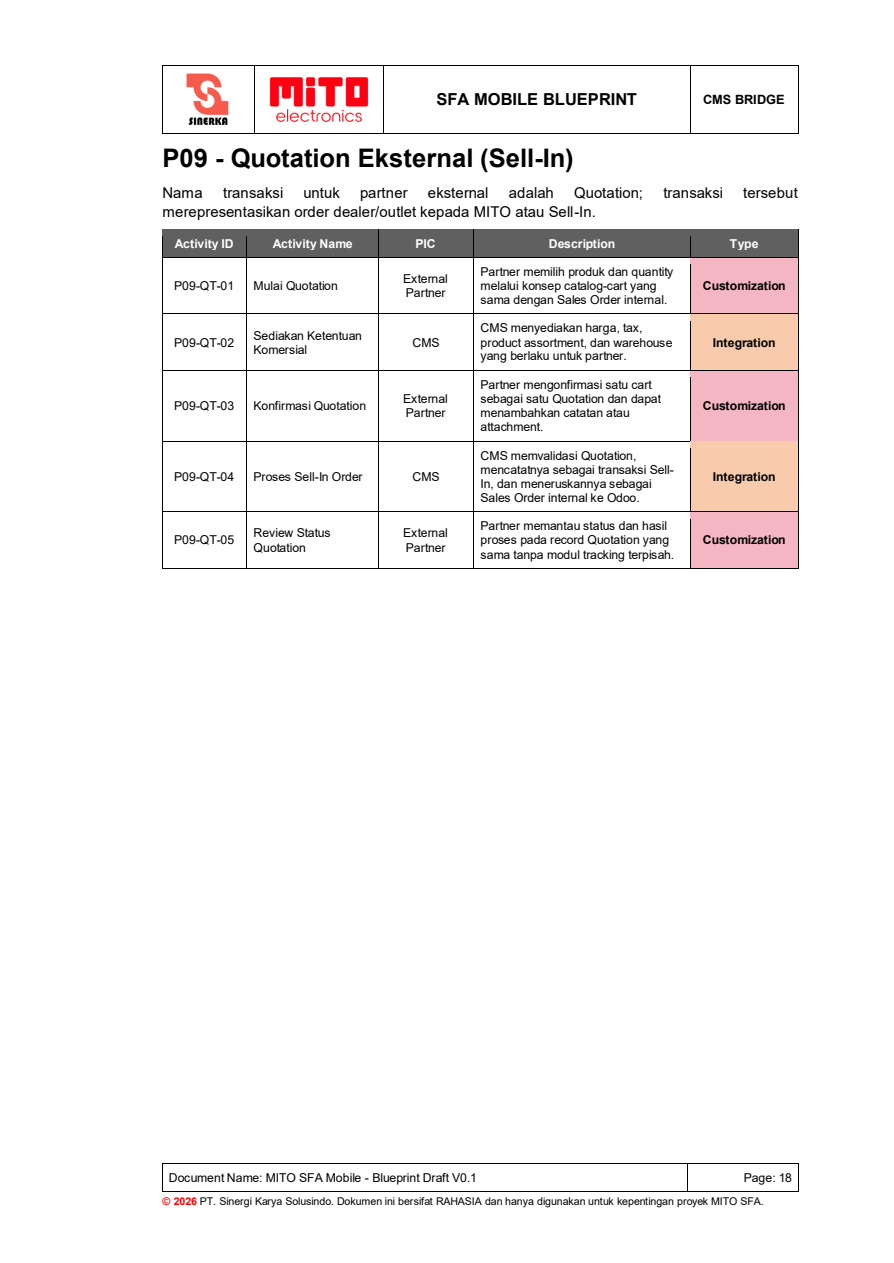 SINERKA
MiTO
electronics
SFA MOBILE BLUEPRINT
CMS BRIDGE
P09 - Quotation Eksternal (Sell-In)
Nama transaksi untuk partner eksternal adalah Quotation; transaksi tersebut
merepresentasikan order dealer/outlet kepada MITO atau Sell-In.
Activity ID
Activity Name
PIC
Description
Type
P09-QT-01
Mulai Quotation
External
Partner
Partner memilih produk dan quantity
melalui konsep catalog-cart yang
sama dengan Sales Order internal.
Customization
P09-QT-02
Sediakan Ketentuan
Komersial
CMS
CMS menyediakan harga, tax,
product assortment, dan warehouse
yang berlaku untuk partner.
Integration
P09-QT-03
Konfirmasi Quotation
External
Partner
Partner mengonfirmasi satu cart
sebagai satu Quotation dan dapat
menambahkan catatan atau
attachment.
Customization
P09-QT-04
Proses Sell-In Order
CMS
CMS memvalidasi Quotation,
mencatatnya sebagai transaksi Sell-
In, dan meneruskannya sebagai
Sales Order internal ke Odoo.
Integration
P09-QT-05
Review Status
Quotation
External
Partner
Partner memantau status dan hasil
proses pada record Quotation yang
sama tanpa modul tracking terpisah.
Customization
Document Name: MITO SFA Mobile - Blueprint Draft V0.1
Page: 18
© 2026 PT. Sinergi Karya Solusindo. Dokumen ini bersifat RAHASIA dan hanya digunakan untuk kepentingan proyek MITO SFA.